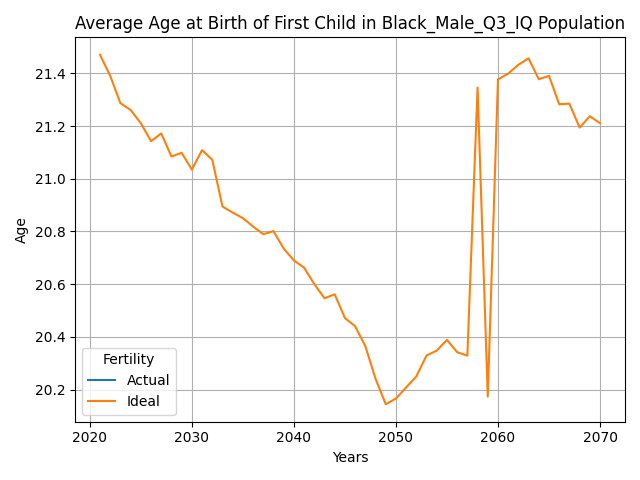 Average Age at Birth of First Child in Black_Male_Q3_IQ Population
Age
21.4
21.2
21.0
20.8
20.6
20.4
20.2
Fertility
Actual
Ideal
2020
2030
2040
2050
2060
2070
Years